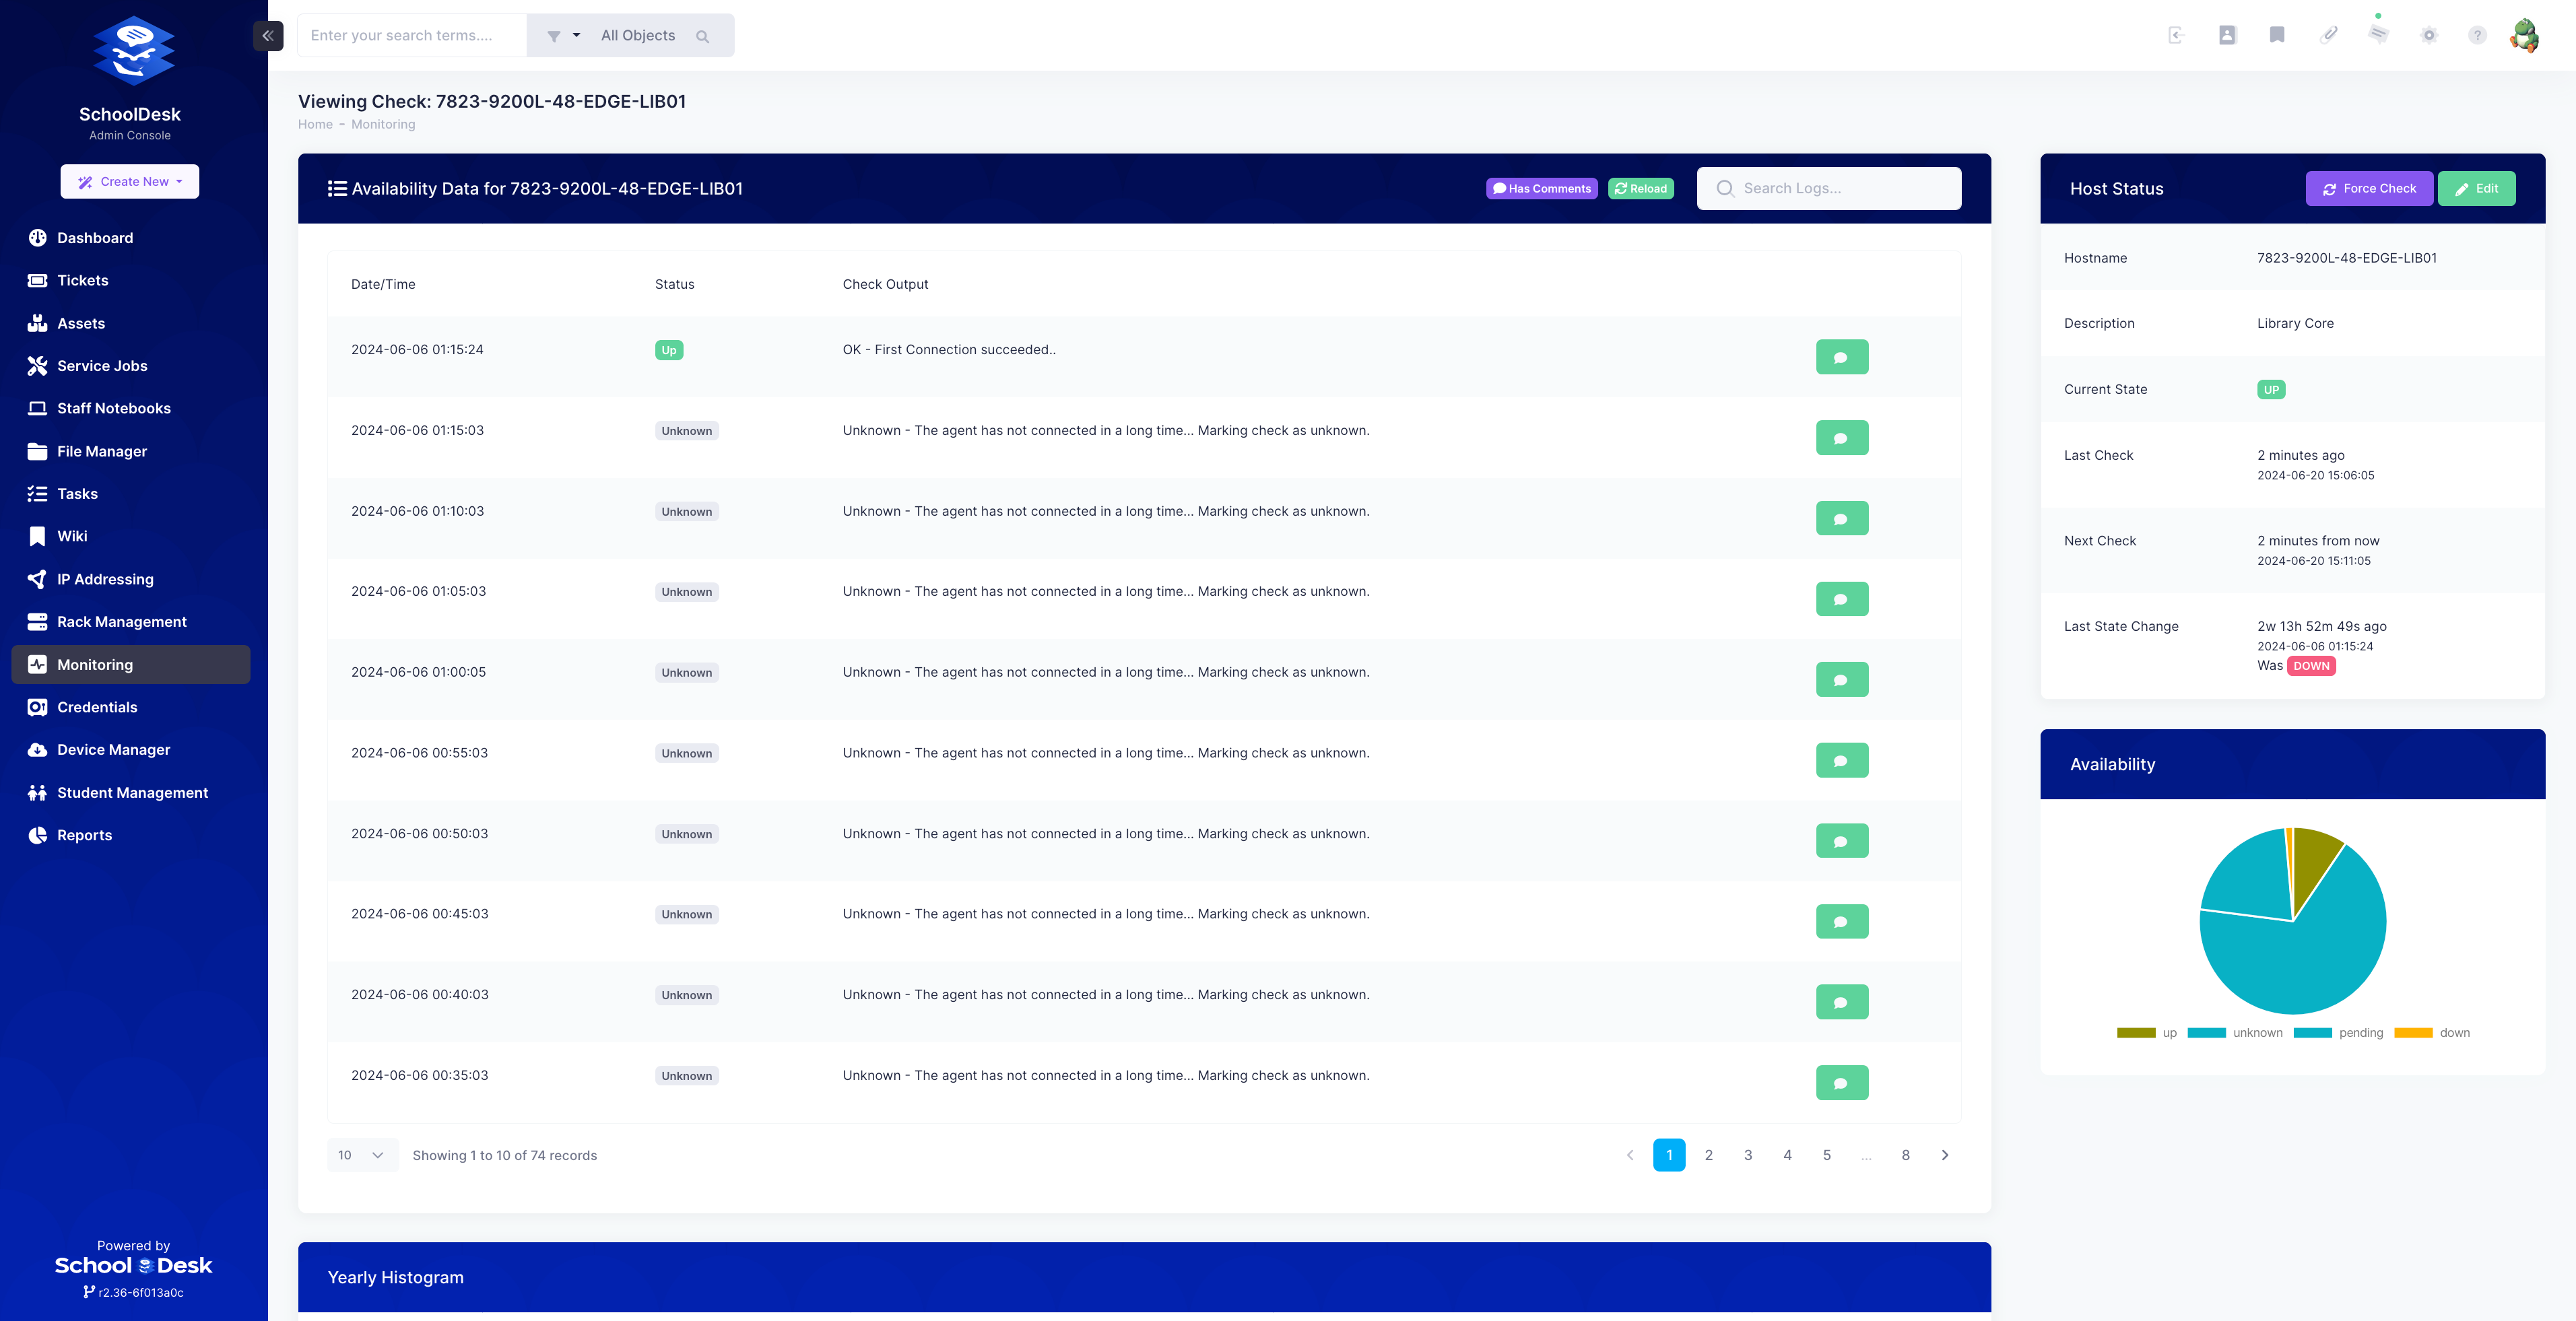 SchoolDesk
Admin Console
Create New
Dashboard
Tickets
Assets
Service Jobs
Staff Notebooks
File Manager
Tasks
Wiki
IP Addressing
Rack Management
Monitoring
Credentials
Device Manager
Student Management
Reports
Powered by
School Desk
r2.36-6f013a0c
Enter your search terms....
All Objects
?
Viewing Check: 7823-9200L-48-EDGE-LIB01
Home - Monitoring
Availability Data for 7823-9200L-48-EDGE-LIB01
Has Comments
Reload
Search Logs...
Date/Time Status Check Output
2024-06-06 01:15:24 Up OK - First Connection succeeded..
2024-06-06 01:15:03 Unknown Unknown - The agent has not connected in a long time... Marking check as unknown.
2024-06-06 01:10:03 Unknown Unknown - The agent has not connected in a long time... Marking check as unknown.
2024-06-06 01:05:03 Unknown Unknown - The agent has not connected in a long time... Marking check as unknown.
2024-06-06 01:00:05 Unknown Unknown - The agent has not connected in a long time... Marking check as unknown.
2024-06-06 00:55:03 Unknown Unknown - The agent has not connected in a long time... Marking check as unknown.
2024-06-06 00:50:03 Unknown Unknown - The agent has not connected in a long time... Marking check as unknown.
2024-06-06 00:45:03 Unknown Unknown - The agent has not connected in a long time... Marking check as unknown.
2024-06-06 00:40:03 Unknown Unknown - The agent has not connected in a long time... Marking check as unknown.
2024-06-06 00:35:03 Unknown Unknown - The agent has not connected in a long time... Marking check as unknown.
10 Showing 1 to 10 of 74 records
1 2 3 4 5 ... 8
Yearly Histogram
Host Status
Force Check
Edit
Hostname 7823-9200L-48-EDGE-LIB01
Description Library Core
Current State UP
Last Check 2 minutes ago
2024-06-20 15:06:05
Next Check 2 minutes from now
2024-06-20 15:11:05
Last State Change 2w 13h 52m 49s ago
2024-06-06 01:15:24
Was DOWN
Availability
up unknown pending down